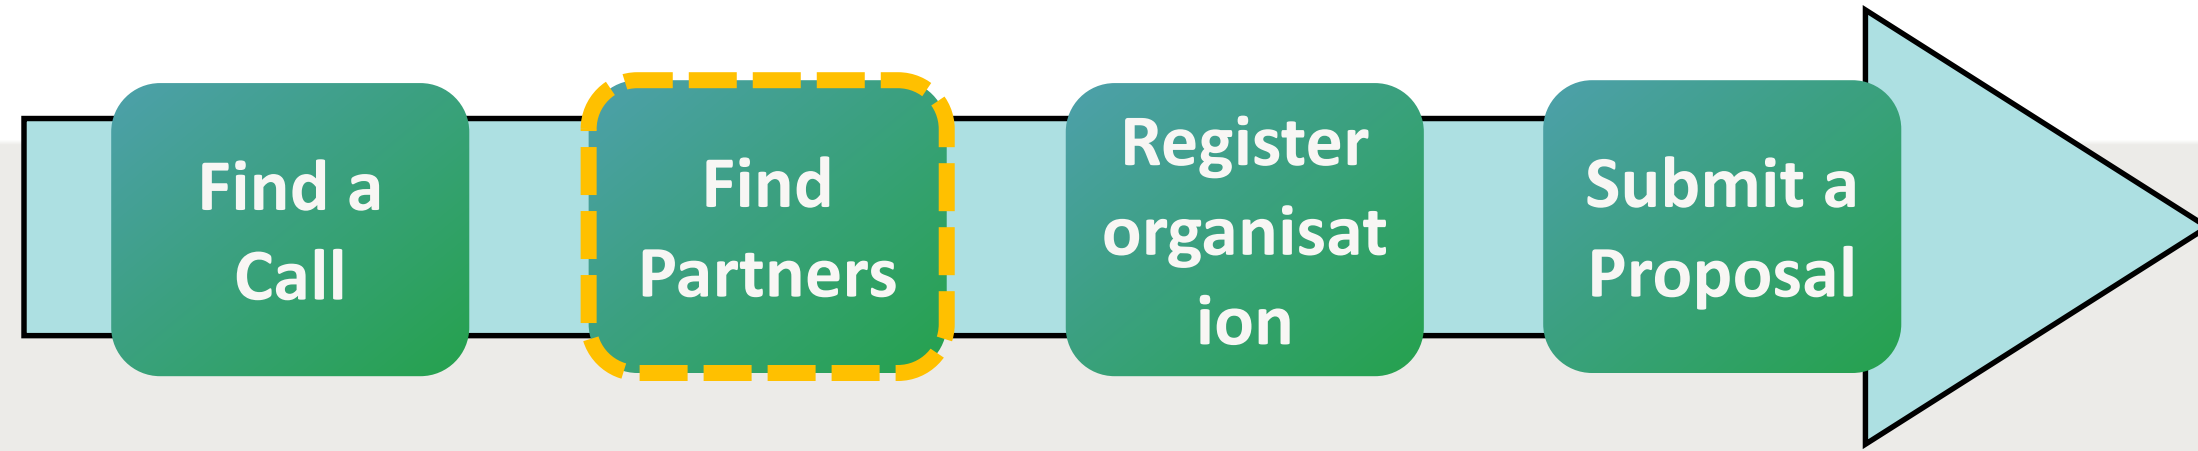 Find a
Call
Find
Partners
Register
organisat
ion
Submit a
Proposal